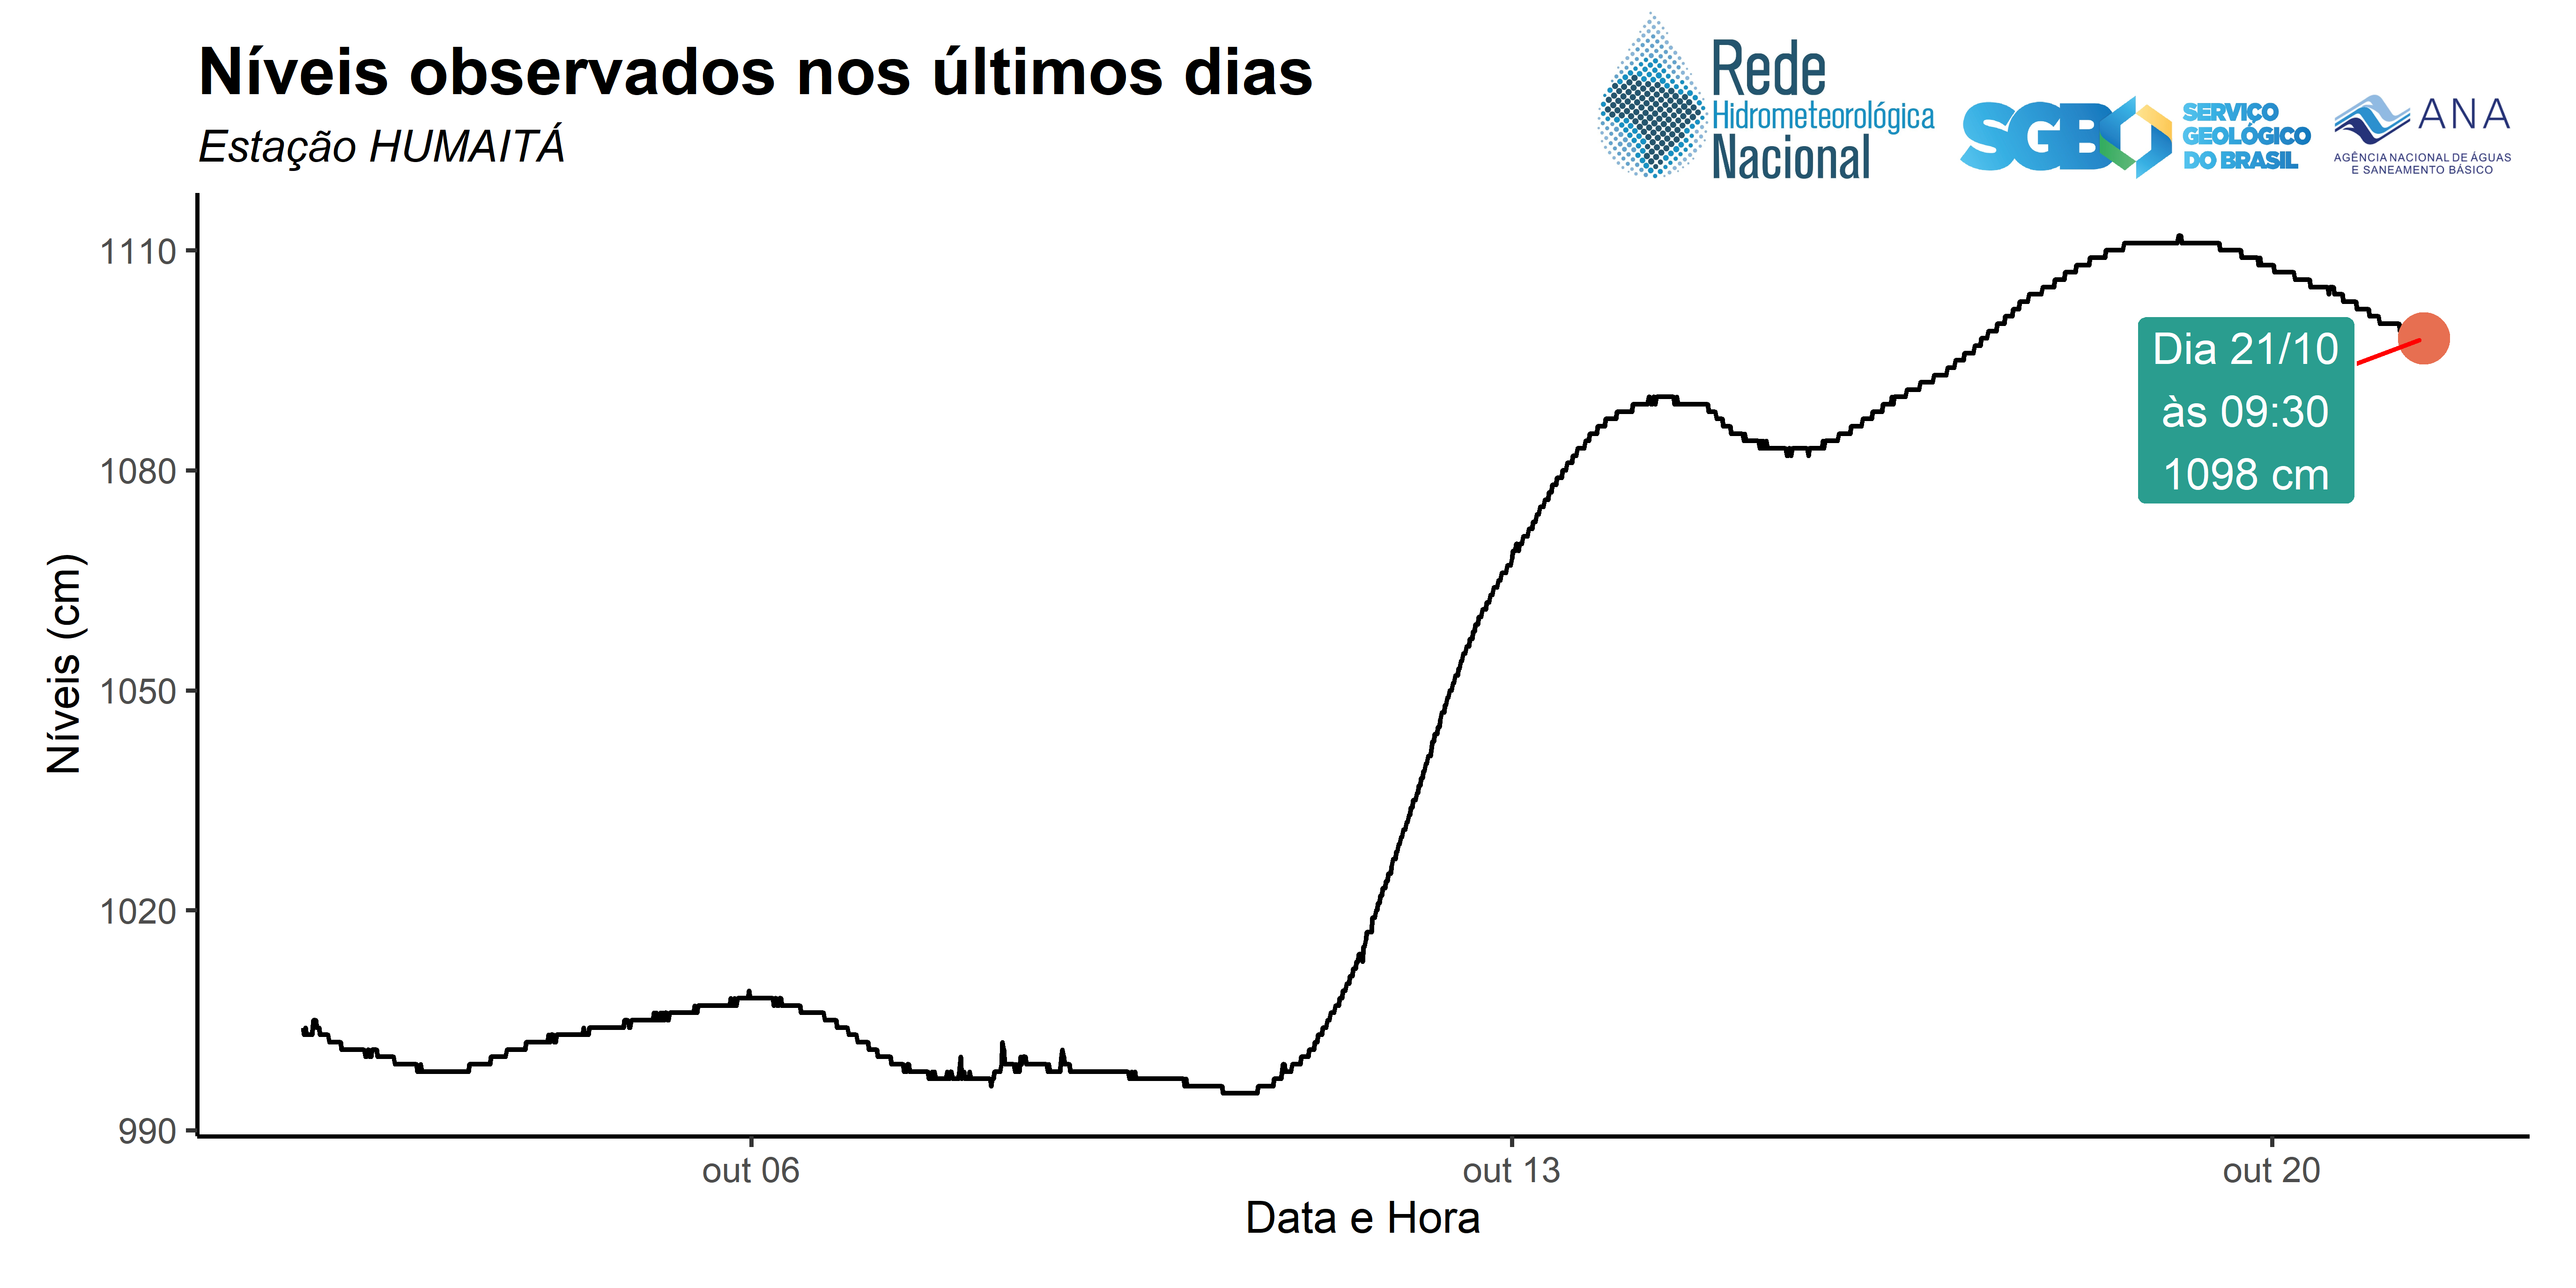 Níveis observados nos últimos dias
Estação HUMAITÁ
Rede
Hidrometeorológica
Nacional
SGB
SERVIÇO
GEOLÓGICO
DO BRASIL
ANA
AGÊNCIA NACIONAL DE ÁGUAS
E SANEAMENTO BÁSICO
1110
1080
1050
1020
990
Níveis (cm)
Dia 21/10
às 09:30
1098 cm
out 06
out 13
out 20
Data e Hora